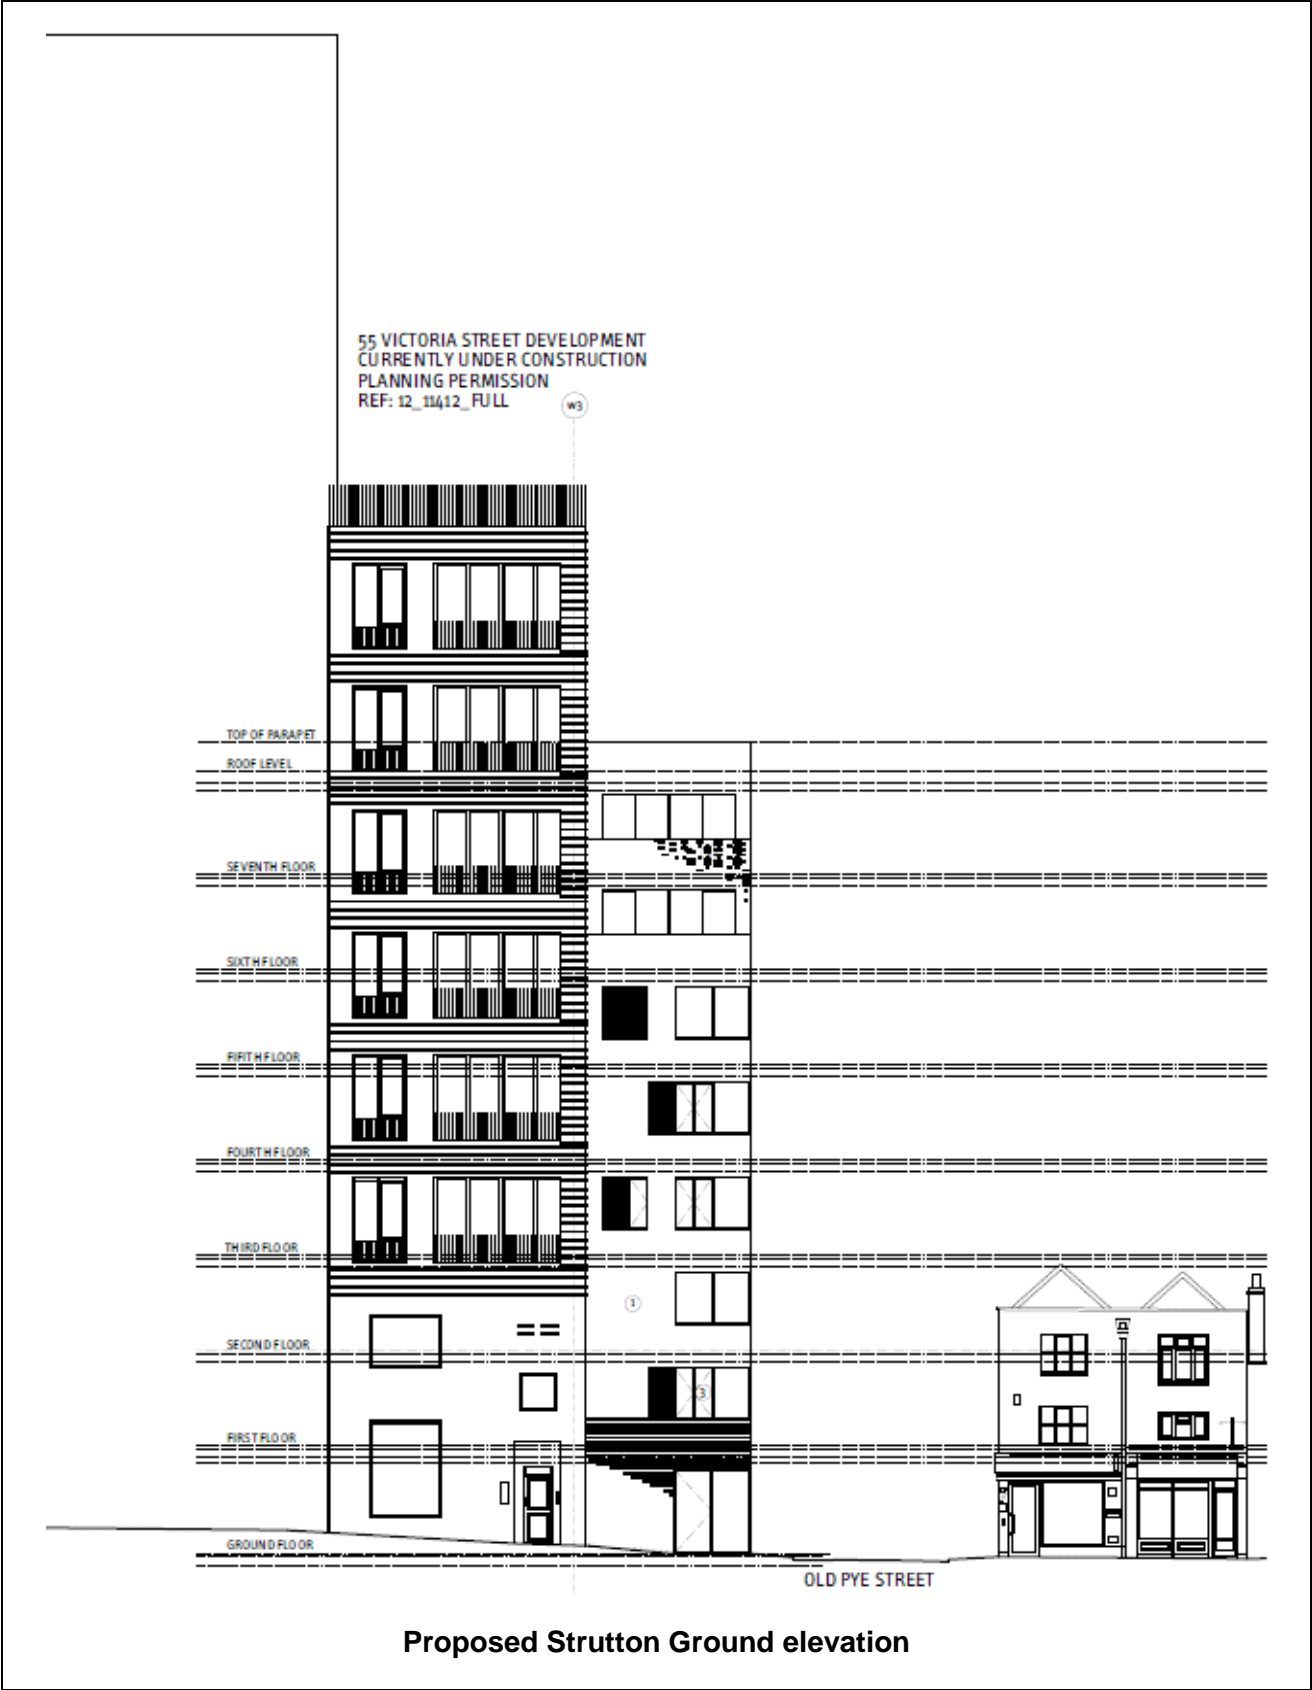 55 VICTORIA STREET DEVELOPMENT
CURRENTLY UNDER CONSTRUCTION
PLANNING PERMISSION
REF: 12_11412_FULL
W3
TOP OF PARAPET
ROOF LEVEL
SEVENTH FLOOR
SIXTH FLOOR
FIFITH FLOOR
FOURTH FLOOR
THIRD FLOOR
1
SECOND FLOOR
3
FIRST FLOOR
GROUND FLOOR
OLD PYE STREET
Proposed Strutton Ground elevation